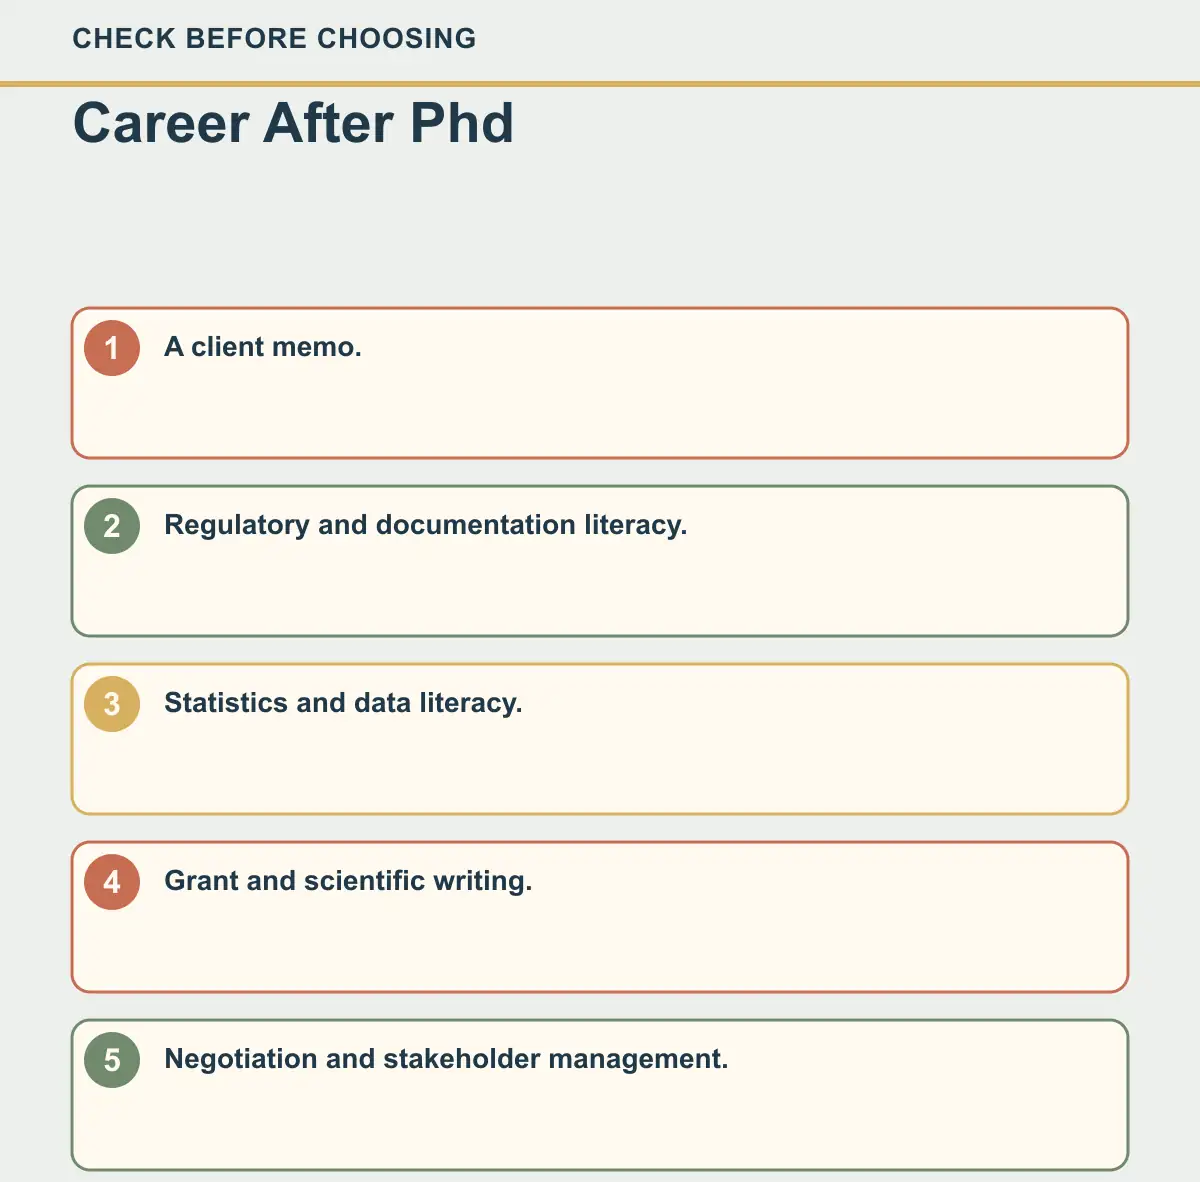 CHECK BEFORE CHOOSING
Career After Phd
1 A client memo.
2 Regulatory and documentation literacy.
3 Statistics and data literacy.
4 Grant and scientific writing.
5 Negotiation and stakeholder management.